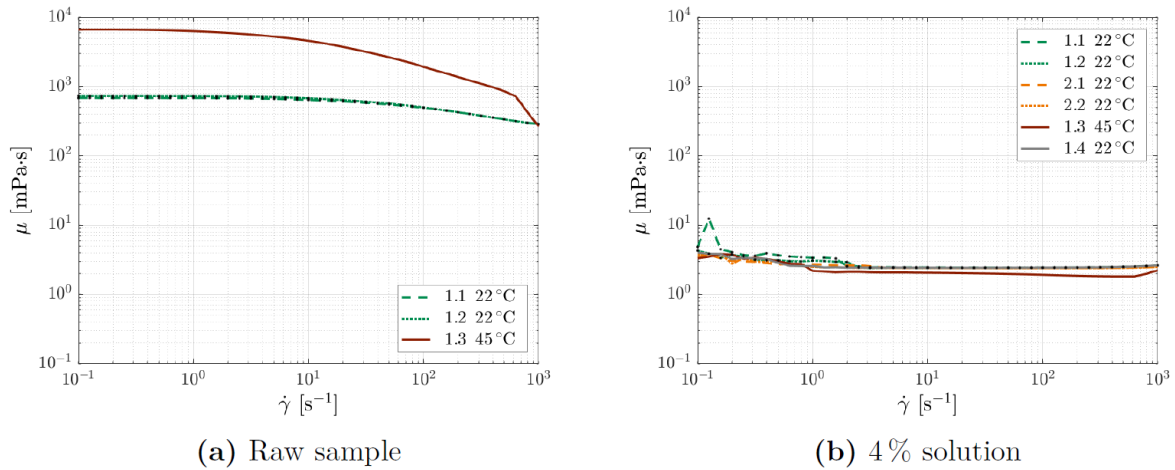 10⁴
10³
10²
10¹
10⁰
10⁻¹
μ [mPa·s]
1.1 22 °C
1.2 22 °C
1.3 45 °C
10⁻¹ 10⁰ 10¹ 10² 10³
γ̇ [s⁻¹]
(a) Raw sample
10⁴
10³
10²
10¹
10⁰
10⁻¹
μ [mPa·s]
1.1 22 °C
1.2 22 °C
2.1 22 °C
2.2 22 °C
1.3 45 °C
1.4 22 °C
10⁻¹ 10⁰ 10¹ 10² 10³
γ̇ [s⁻¹]
(b) 4 % solution